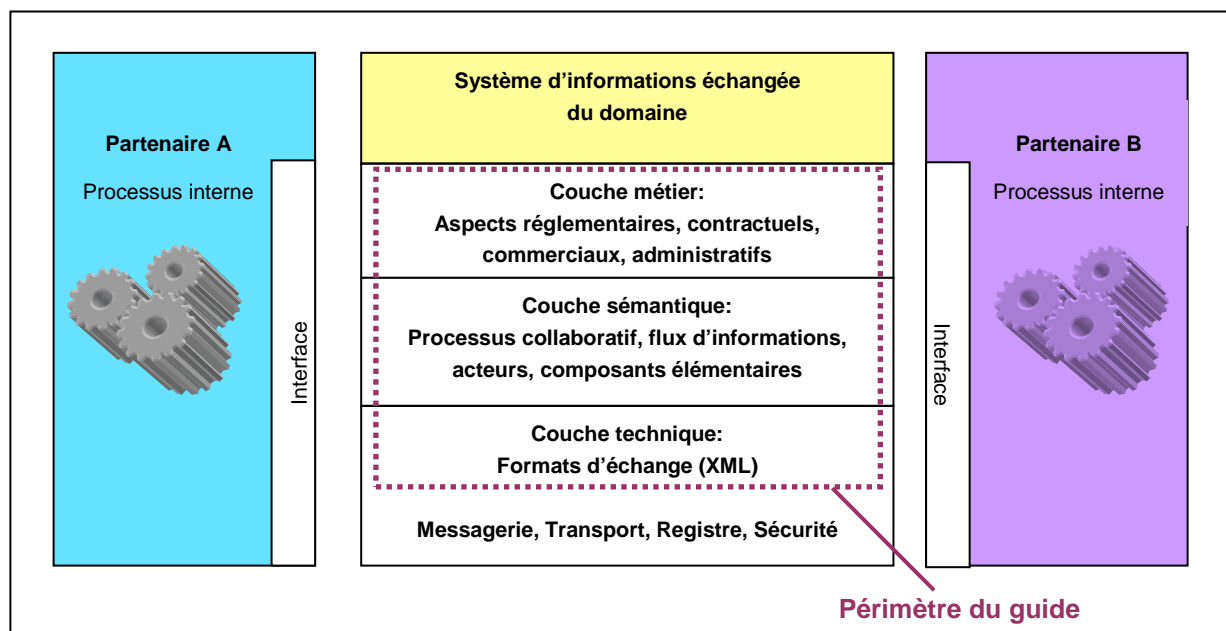 Partenaire A
Processus interne
Interface
Système d'informations échangée
du domaine
Couche métier:
Aspects réglementaires, contractuels,
commerciaux, administratifs
Couche sémantique:
Processus collaboratif, flux d'informations,
acteurs, composants élémentaires
Couche technique:
Formats d'échange (XML)
Messagerie, Transport, Registre, Sécurité
Partenaire B
Processus interne
Interface
Périmètre du guide